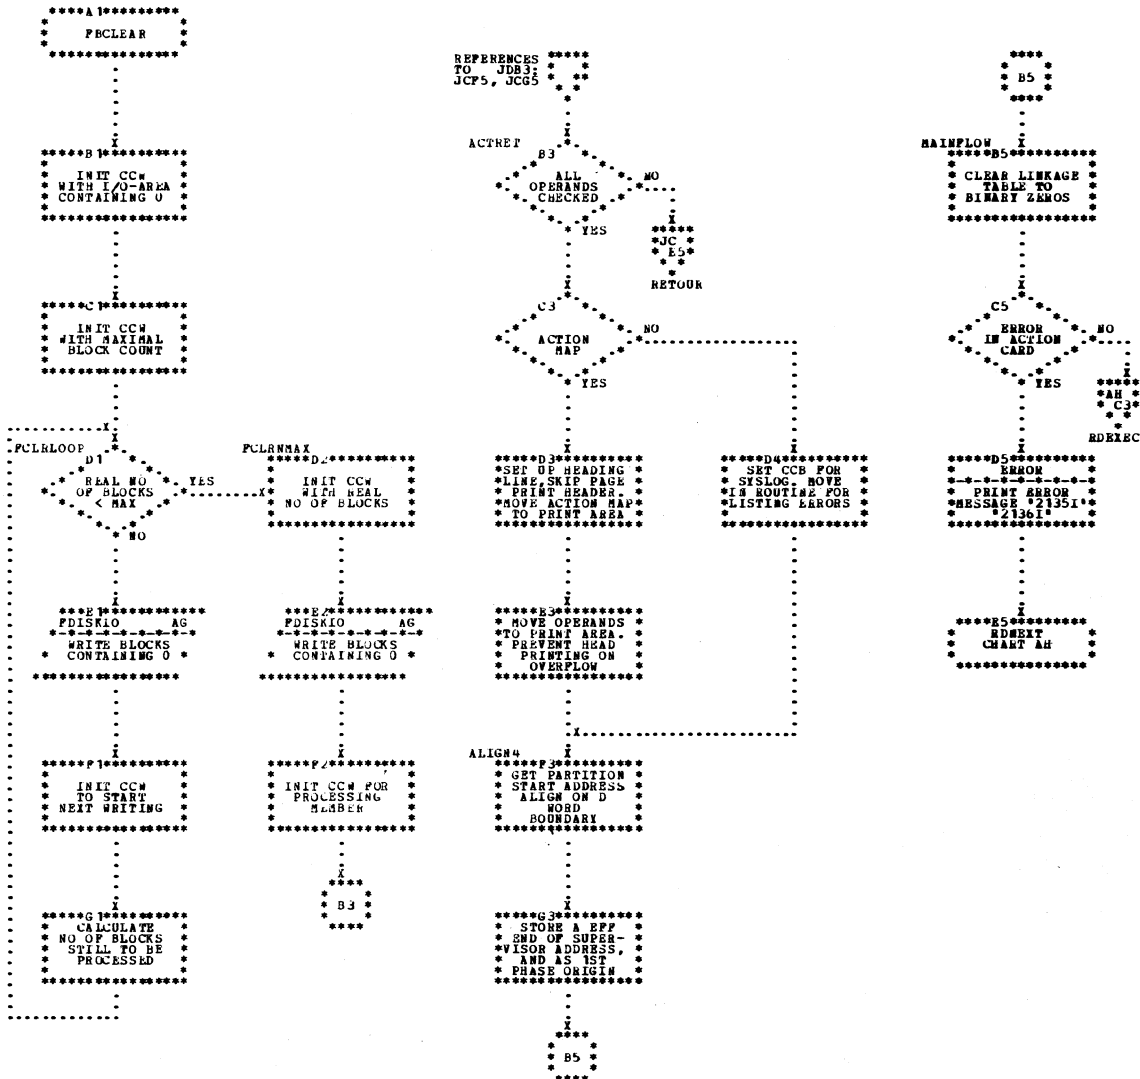 A1
FBCLEAR
B1
INIT CCW
WITH I/O-AREA
CONTAINING 0
C1
INIT CCW
WITH MAXIMAL
BLOCK COUNT
FCLRLOOP
D1
REAL NO
OF BLOCKS
< MAX
YES
NO
FCLRNMAX
D2
INIT CCW
WITH REAL
NO OF BLOCKS
E1
FDISKIO AG
WRITE BLOCKS
CONTAINING 0
E2
FDISKIO AG
WRITE BLOCKS
CONTAINING 0
F1
INIT CCW
TO START
NEXT WRITING
F2
INIT CCW FOR
PROCESSING
MEMBER
B3
G1
CALCULATE
NO OF BLOCKS
STILL TO BE
PROCESSED
REFERENCES
TO JDB3:
JCF5, JCG5
ACTRET
B3
ALL
OPERANDS
CHECKED
NO
YES
JC
E5
RETOUR
C3
ACTION
MAP
NO
YES
D3
SET UP HEADING
LINE,SKIP PAGE
PRINT HEADER.
MOVE ACTION MAP
TO PRINT AREA
D4
SET CCB FOR
SYSLOG. MOVE
IN ROUTINE FOR
LISTING ERRORS
E3
MOVE OPERANDS
TO PRINT AREA.
PREVENT HEAD
PRINTING ON
OVERFLOW
ALIGN4
F3
GET PARTITION
START ADDRESS
ALIGN ON D
WORD
BOUNDARY
G3
STORE A EFF
END OF SUPER-
VISOR ADDRESS,
AND AS 1ST
PHASE ORIGIN
B5
B5
MAINFLOW
B5
CLEAR LINKAGE
TABLE TO
BINARY ZEROS
C5
ERROR
IN ACTION
CARD
NO
YES
AH
C3
RDEXEC
D5
ERROR
PRINT ERROR
MESSAGE '2135I'
'2136I'
E5
RDNEXT
CHART AH